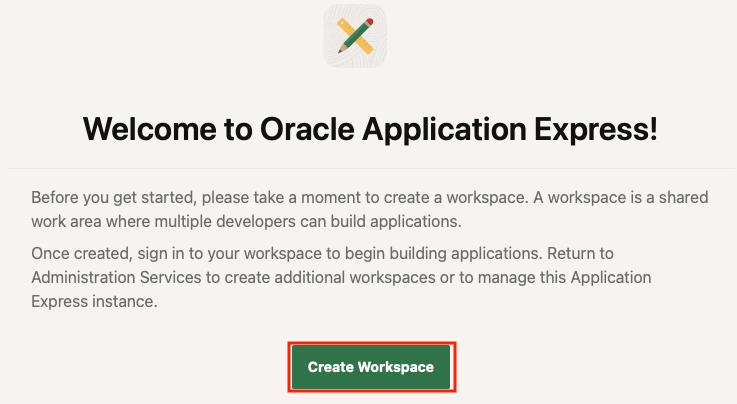 Welcome to Oracle Application Express!
Before you get started, please take a moment to create a workspace. A workspace is a shared
work area where multiple developers can build applications.
Once created, sign in to your workspace to begin building applications. Return to
Administration Services to create additional workspaces or to manage this Application
Express instance.
Create Workspace